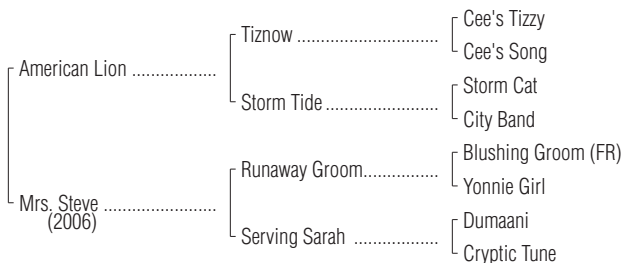 Cee's Tizzy
Tiznow ..............................
Cee's Song
American Lion ..................
Storm Cat
Storm Tide ........................
City Band
Blushing Groom (FR)
Runaway Groom................
Yonnie Girl
Mrs. Steve ........................
(2006)
Dumaani
Serving Sarah ..................
Cryptic Tune